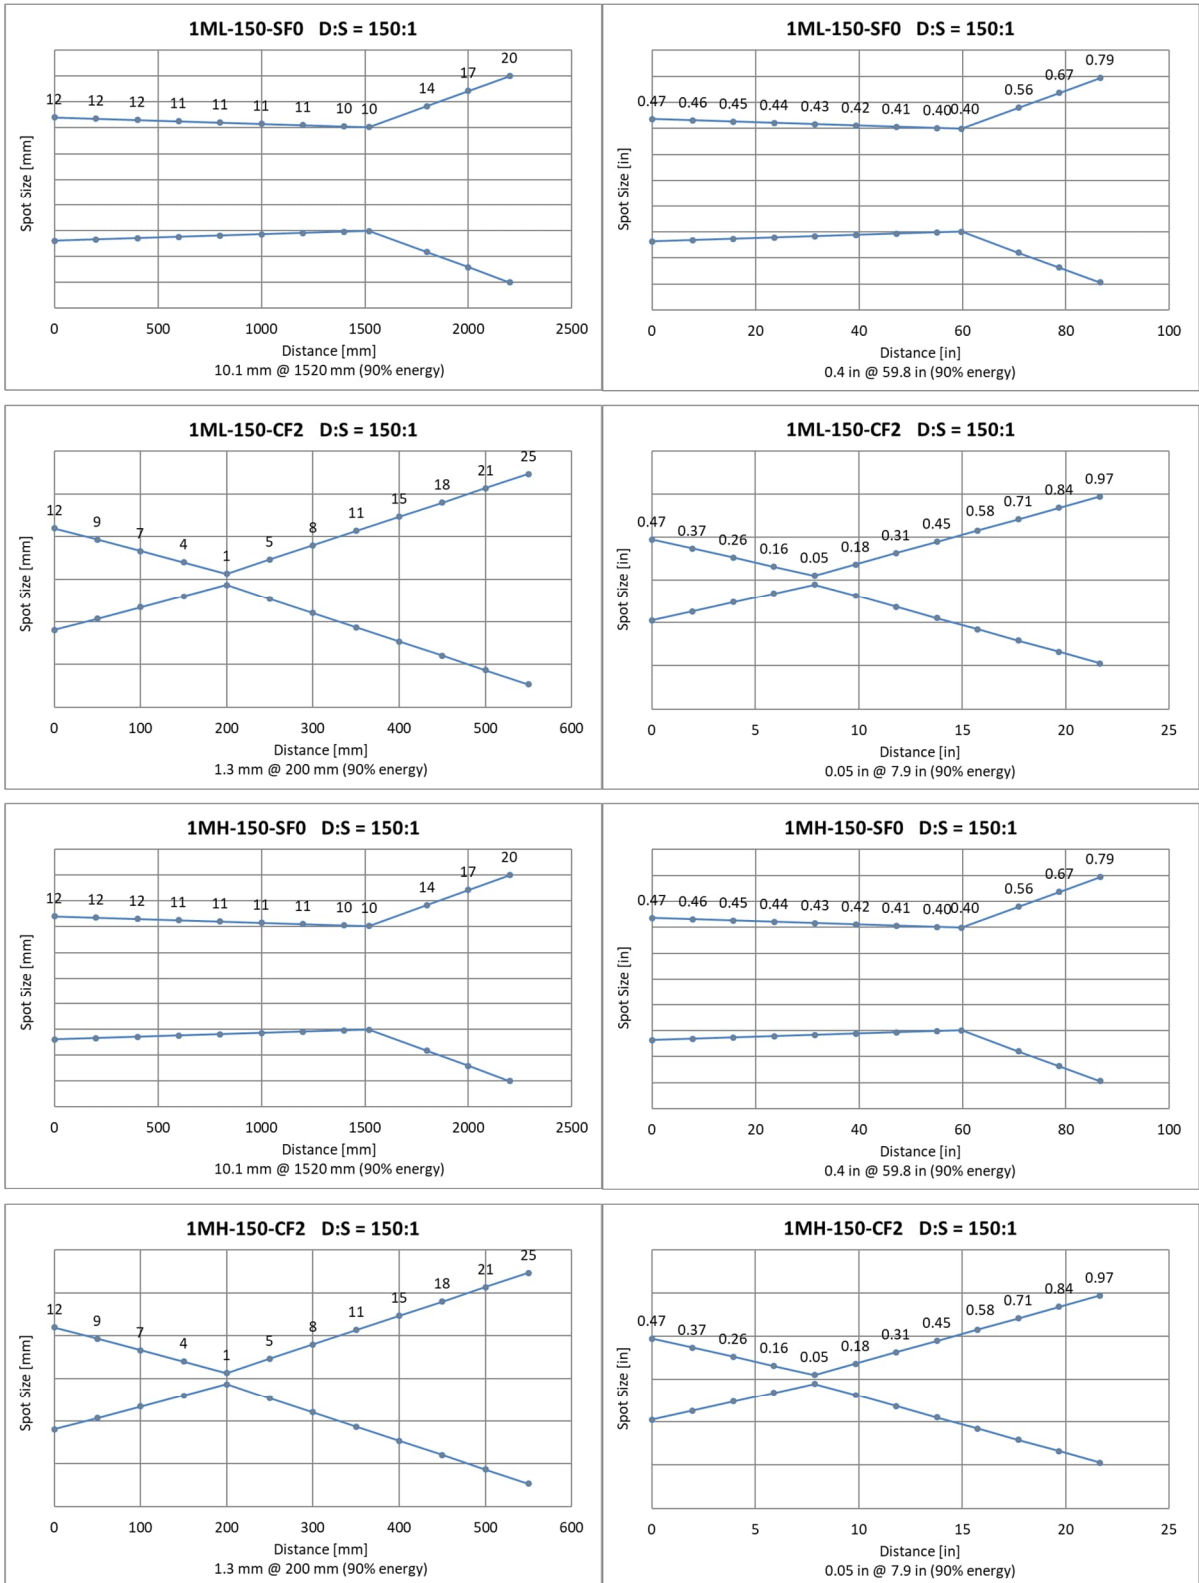 1ML-150-SF0 D:S = 150:1
Spot Size [mm]
12 12 12 11 11 11 11 10 10 14 17 20
0 500 1000 1500 2000 2500
Distance [mm]
10.1 mm @ 1520 mm (90% energy)
1ML-150-SF0 D:S = 150:1
Spot Size [in]
0.47 0.46 0.45 0.44 0.43 0.42 0.41 0.40 0.40 0.56 0.67 0.79
0 20 40 60 80 100
Distance [in]
0.4 in @ 59.8 in (90% energy)
1ML-150-CF2 D:S = 150:1
Spot Size [mm]
12 9 7 4 1 5 8 11 15 18 21 25
0 100 200 300 400 500 600
Distance [mm]
1.3 mm @ 200 mm (90% energy)
1ML-150-CF2 D:S = 150:1
Spot Size [in]
0.47 0.37 0.26 0.16 0.05 0.18 0.31 0.45 0.58 0.71 0.84 0.97
0 5 10 15 20 25
Distance [in]
0.05 in @ 7.9 in (90% energy)
1MH-150-SF0 D:S = 150:1
Spot Size [mm]
12 12 12 11 11 11 11 10 10 14 17 20
0 500 1000 1500 2000 2500
Distance [mm]
10.1 mm @ 1520 mm (90% energy)
1MH-150-SF0 D:S = 150:1
Spot Size [in]
0.47 0.46 0.45 0.44 0.43 0.42 0.41 0.40 0.40 0.56 0.67 0.79
0 20 40 60 80 100
Distance [in]
0.4 in @ 59.8 in (90% energy)
1MH-150-CF2 D:S = 150:1
Spot Size [mm]
12 9 7 4 1 5 8 11 15 18 21 25
0 100 200 300 400 500 600
Distance [mm]
1.3 mm @ 200 mm (90% energy)
1MH-150-CF2 D:S = 150:1
Spot Size [in]
0.47 0.37 0.26 0.16 0.05 0.18 0.31 0.45 0.58 0.71 0.84 0.97
0 5 10 15 20 25
Distance [in]
0.05 in @ 7.9 in (90% energy)